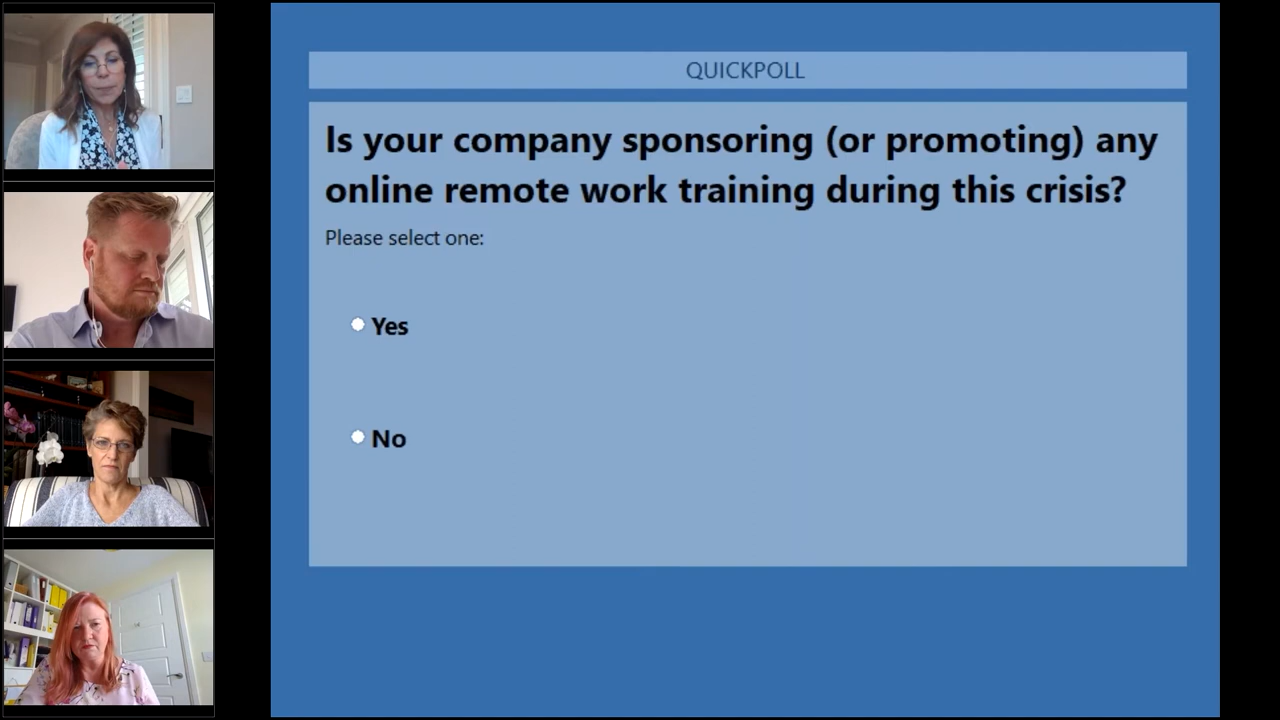 QUICKPOLL
Is your company sponsoring (or promoting) any
online remote work training during this crisis?
Please select one:
Yes
No